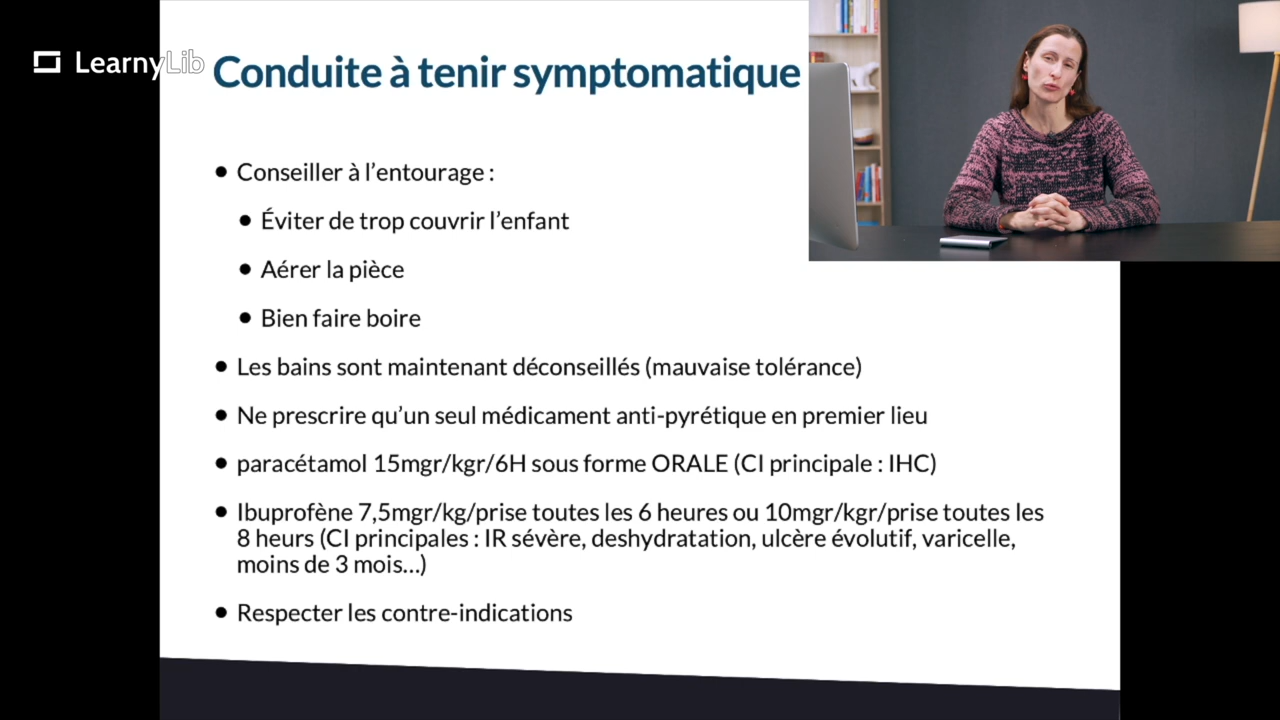 LearnyLib
Conduite à tenir symptomatique
• Conseiller à l’entourage :
• Éviter de trop couvrir l’enfant
• Aérer la pièce
• Bien faire boire
• Les bains sont maintenant déconseillés (mauvaise tolérance)
• Ne prescrire qu’un seul médicament anti-pyrétique en premier lieu
• paracétamol 15mgr/kgr/6H sous forme ORALE (CI principale : IHC)
• Ibuprofène 7,5mgr/kg/prise toutes les 6 heures ou 10mgr/kgr/prise toutes les
8 heurs (CI principales : IR sévère, deshydratation, ulcère évolutif, varicelle,
moins de 3 mois…)
• Respecter les contre-indications